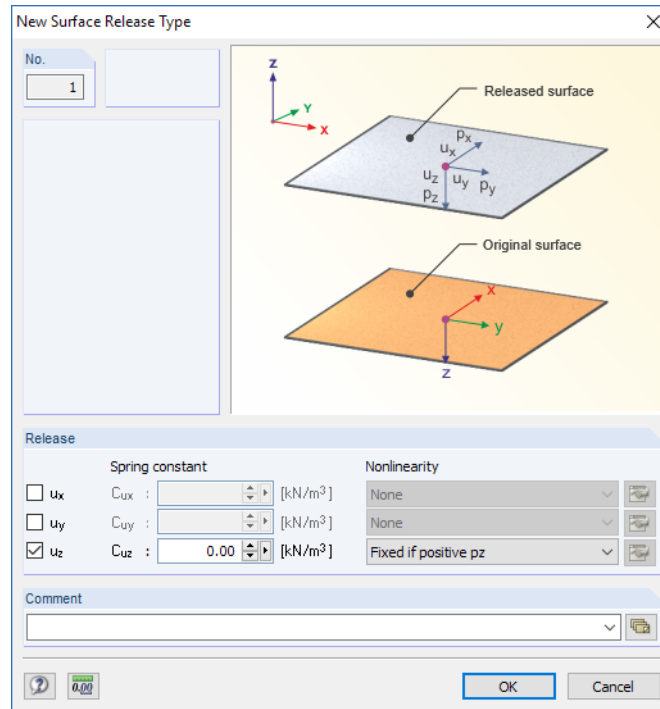 New Surface Release Type
No.
1
Z
Y
X
Released surface
px
ux
uz uy py
pz
Original surface
x
y
z
Release
Spring constant Nonlinearity
ux Cux : [kN/m³] None
uy Cuy : [kN/m³] None
uz Cuz : 0.00 [kN/m³] Fixed if positive pz
Comment
0.00
OK Cancel